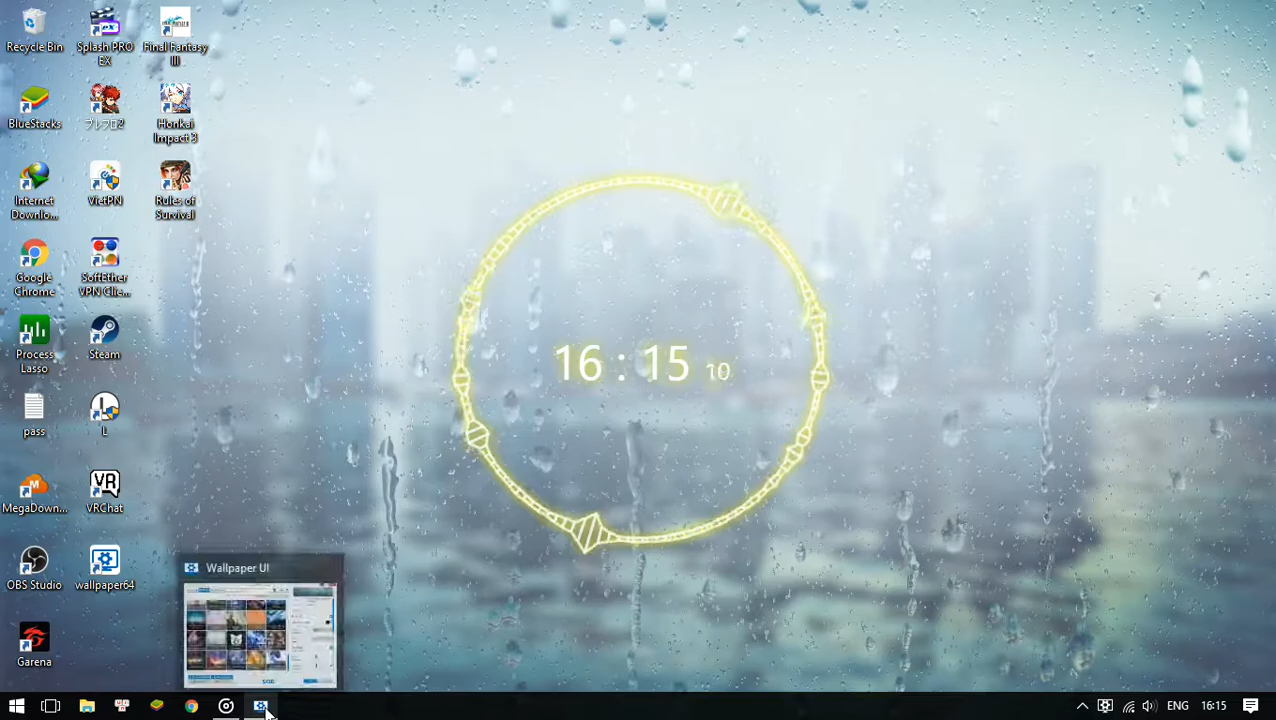 Recycle Bin
Splash PRO
EX
Final Fantasy
III
BlueStacks
ブレフロ2
Honkai
Impact 3
Internet
Downlo...
VietPN
Rules of
Survival
Google
Chrome
SoftEther
VPN Clie...
Process
Lasso
Steam
pass
L
MegaDown...
VRChat
OBS Studio
wallpaper64
Garena
16 : 15 10
Wallpaper UI
ENG
16:15